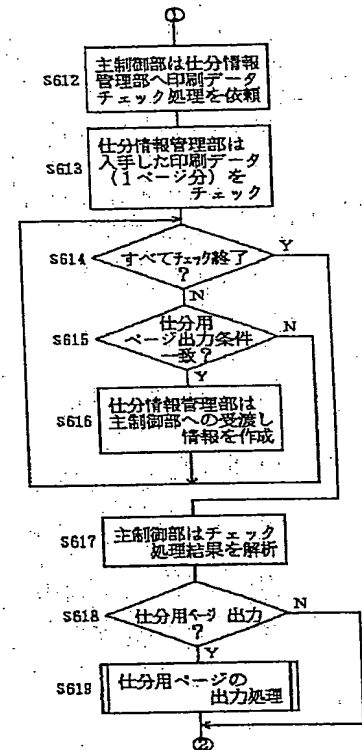 ①
S612
主制御部は仕分情報
管理部へ印刷データ
チェック処理を依頼
S613
仕分情報管理部は
入手した印刷データ
(1ページ分)を
チェック
S614
すべてチェック終了
?
Y
N
S615
仕分用
ページ出力条件
一致?
N
Y
S616
仕分情報管理部は
主制御部への受渡し
情報を作成
S617
主制御部はチェック
処理結果を解析
S618
仕分用ページ 出力
?
N
Y
S619
仕分用ページの
出力処理
②